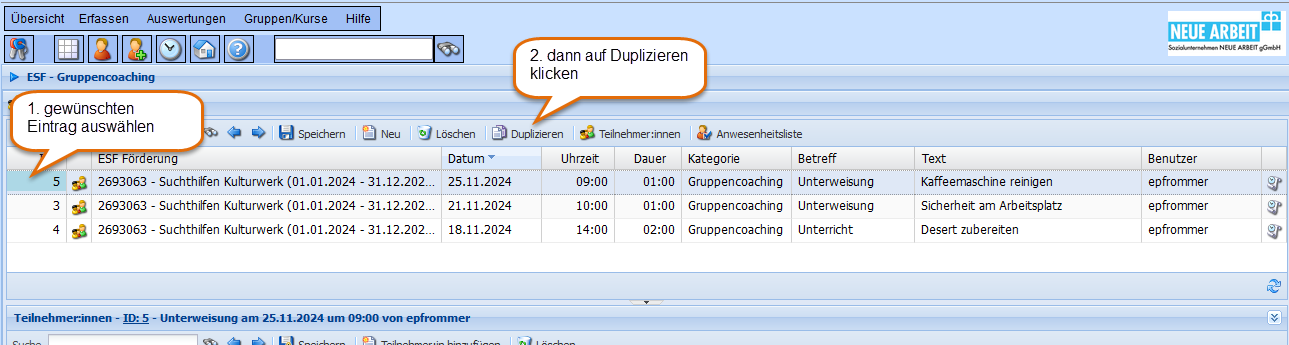 Übersicht Erfassen Auswertungen Gruppen/Kurse Hilfe
NEUE ARBEIT
Sozialunternehmen NEUE ARBEIT gGmbH
2. dann auf Duplizieren
klicken
ESF - Gruppencoaching
1. gewünschten
Eintrag auswählen
Speichern Neu Löschen Duplizieren Teilnehmer:innen Anwesenheitsliste
ESF Förderung Datum Uhrzeit Dauer Kategorie Betreff Text Benutzer
5 2693063 - Suchthilfen Kulturwerk (01.01.2024 - 31.12.202... 25.11.2024 09:00 01:00 Gruppencoaching Unterweisung Kaffeemaschine reinigen epfrommer
3 2693063 - Suchthilfen Kulturwerk (01.01.2024 - 31.12.202... 21.11.2024 10:00 01:00 Gruppencoaching Unterweisung Sicherheit am Arbeitsplatz epfrommer
4 2693063 - Suchthilfen Kulturwerk (01.01.2024 - 31.12.202... 18.11.2024 14:00 02:00 Gruppencoaching Unterricht Desert zubereiten epfrommer
Teilnehmer:innen - ID: 5 - Unterweisung am 25.11.2024 um 09:00 von epfrommer
Suche Speichern Teilnehmer:in hinzufügen Löschen